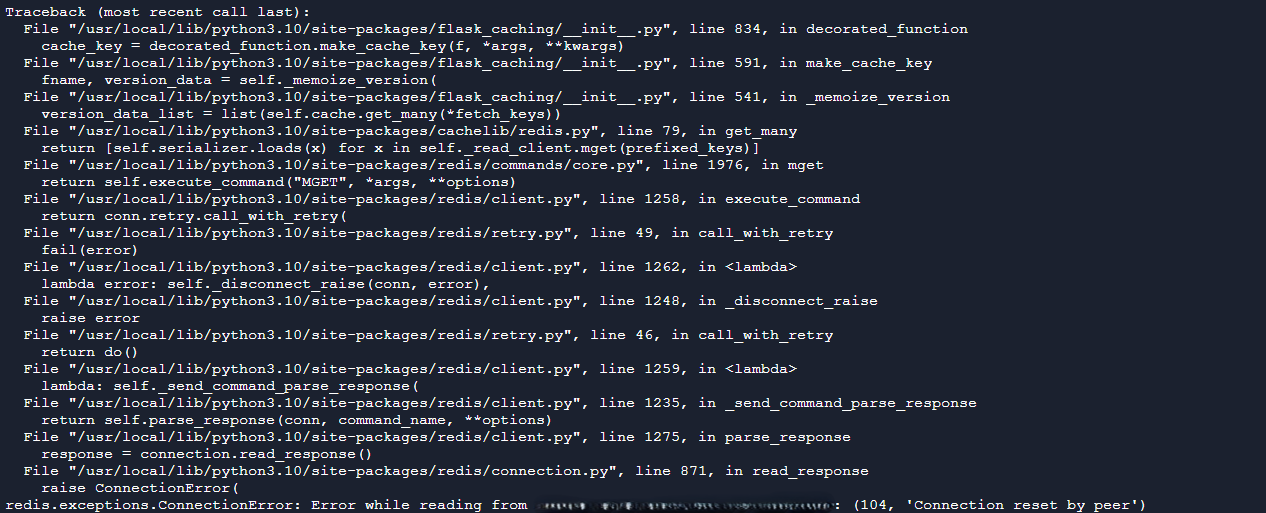 Traceback (most recent call last):
  File "/usr/local/lib/python3.10/site-packages/flask_caching/__init__.py", line 834, in decorated_function
    cache_key = decorated_function.make_cache_key(f, *args, **kwargs)
  File "/usr/local/lib/python3.10/site-packages/flask_caching/__init__.py", line 591, in make_cache_key
    fname, version_data = self._memoize_version(
  File "/usr/local/lib/python3.10/site-packages/flask_caching/__init__.py", line 541, in _memoize_version
    version_data_list = list(self.cache.get_many(*fetch_keys))
  File "/usr/local/lib/python3.10/site-packages/cachelib/redis.py", line 79, in get_many
    return [self.serializer.loads(x) for x in self._read_client.mget(prefixed_keys)]
  File "/usr/local/lib/python3.10/site-packages/redis/commands/core.py", line 1976, in mget
    return self.execute_command("MGET", *args, **options)
  File "/usr/local/lib/python3.10/site-packages/redis/client.py", line 1258, in execute_command
    return conn.retry.call_with_retry(
  File "/usr/local/lib/python3.10/site-packages/redis/retry.py", line 49, in call_with_retry
    fail(error)
  File "/usr/local/lib/python3.10/site-packages/redis/client.py", line 1262, in <lambda>
    lambda error: self._disconnect_raise(conn, error),
  File "/usr/local/lib/python3.10/site-packages/redis/client.py", line 1248, in _disconnect_raise
    raise error
  File "/usr/local/lib/python3.10/site-packages/redis/retry.py", line 46, in call_with_retry
    return do()
  File "/usr/local/lib/python3.10/site-packages/redis/client.py", line 1259, in <lambda>
    lambda: self._send_command_parse_response(
  File "/usr/local/lib/python3.10/site-packages/redis/client.py", line 1235, in _send_command_parse_response
    return self.parse_response(conn, command_name, **options)
  File "/usr/local/lib/python3.10/site-packages/redis/client.py", line 1275, in parse_response
    response = connection.read_response()
  File "/usr/local/lib/python3.10/site-packages/redis/connection.py", line 871, in read_response
    raise ConnectionError(
redis.exceptions.ConnectionError: Error while reading from : (104, 'Connection reset by peer')